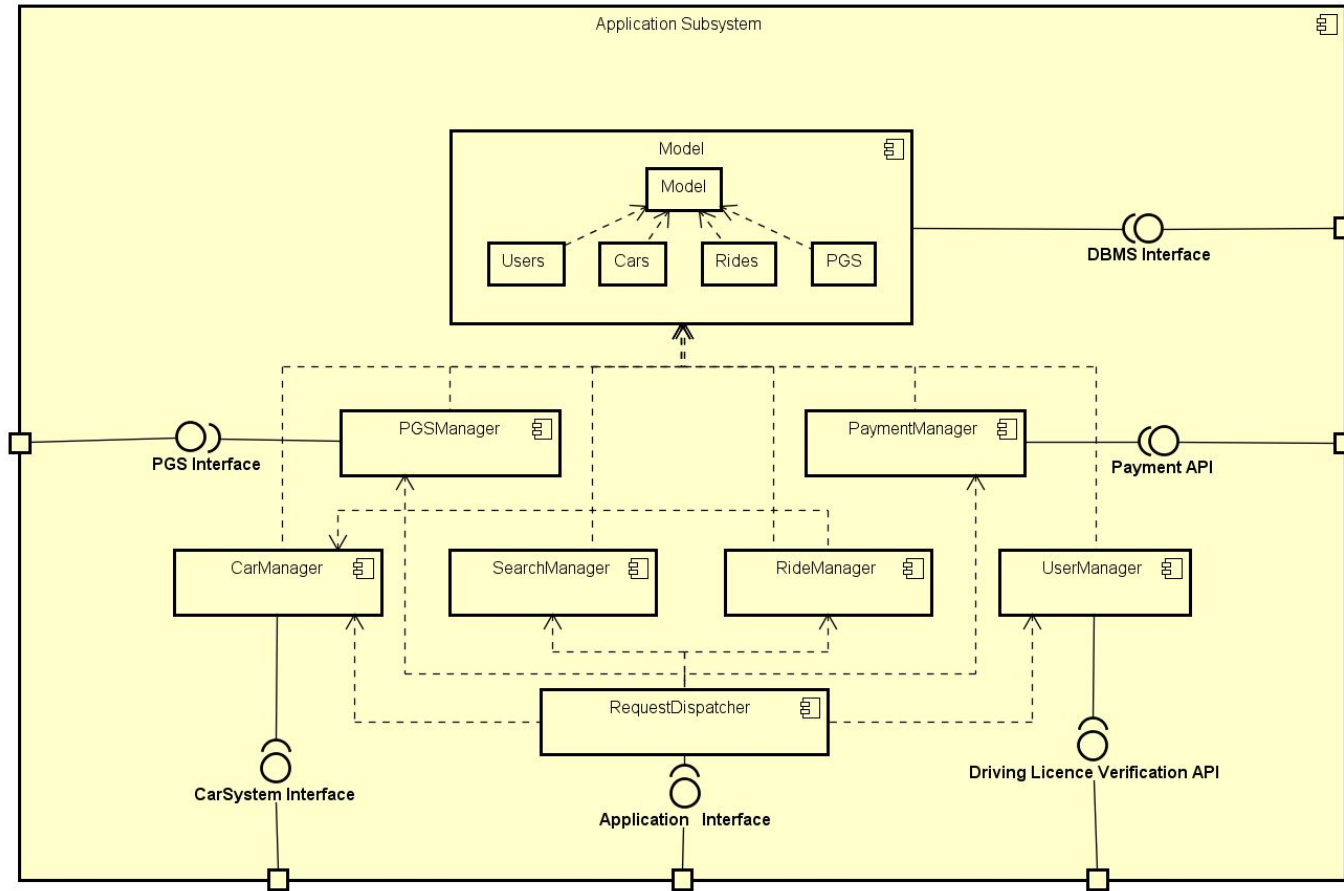 Application Subsystem
Model
Model
Users
Cars
Rides
PGS
DBMS Interface
PGSManager
PaymentManager
PGS Interface
Payment API
CarManager
SearchManager
RideManager
UserManager
RequestDispatcher
Driving Licence Verification API
CarSystem Interface
Application Interface